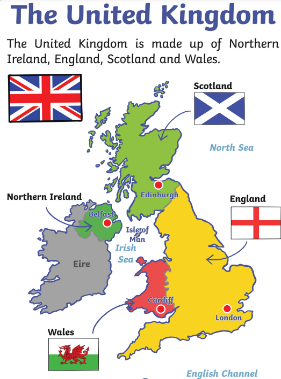 The United Kingdom
The United Kingdom is made up of Northern
Ireland, England, Scotland and Wales.
Scotland
North Sea
Edinburgh
Northern Ireland
England
Belfast
Isle of
Man
Irish
Sea
Eire
Cardiff
London
Wales
English Channel